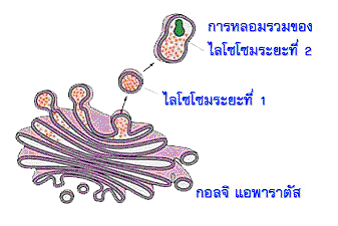 การหลอมรวมของ
ไลโซโซมระยะที่ 2
ไลโซโซมระยะที่ 1
กอลจิ แอพาราตัส